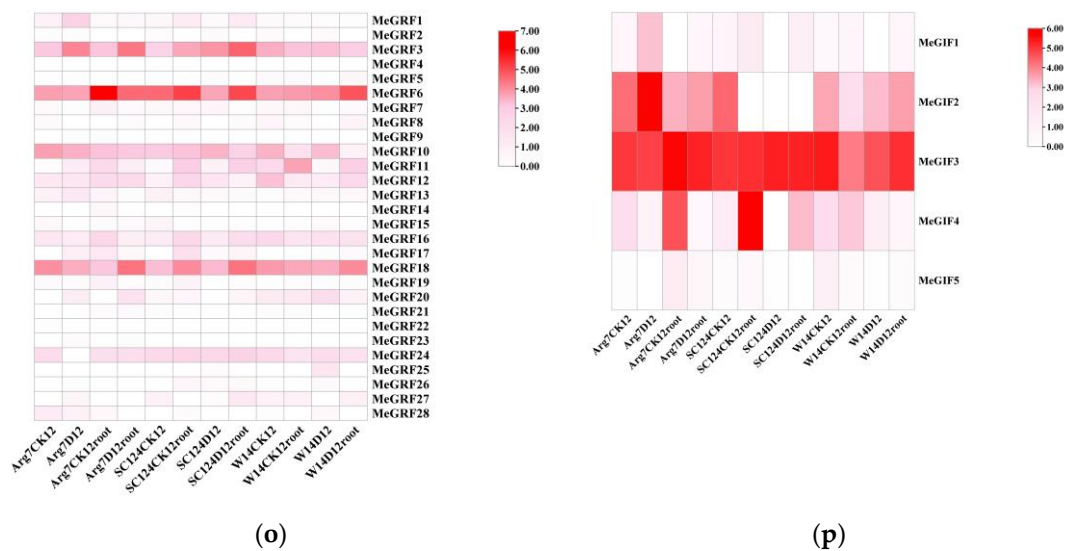 MeGRF1
MeGRF2
MeGRF3
MeGRF4
MeGRF5
MeGRF6
MeGRF7
MeGRF8
MeGRF9
MeGRF10
MeGRF11
MeGRF12
MeGRF13
MeGRF14
MeGRF15
MeGRF16
MeGRF17
MeGRF18
MeGRF19
MeGRF20
MeGRF21
MeGRF22
MeGRF23
MeGRF24
MeGRF25
MeGRF26
MeGRF27
MeGRF28
Arg7CK12
Arg7D12
Arg7CK12root
Arg7D12root
SC124CK12
SC124CK12root
SC124D12
SC124D12root
W14CK12
W14CK12root
W14D12
W14D12root
7.00
6.00
5.00
4.00
3.00
2.00
1.00
0.00
(o)
MeGIF1
MeGIF2
MeGIF3
MeGIF4
MeGIF5
Arg7CK12
Arg7D12
Arg7CK12root
Arg7D12root
SC124CK12
SC124CK12root
SC124D12
SC124D12root
W14CK12
W14CK12root
W14D12
W14D12root
6.00
5.00
4.00
3.00
2.00
1.00
0.00
(p)